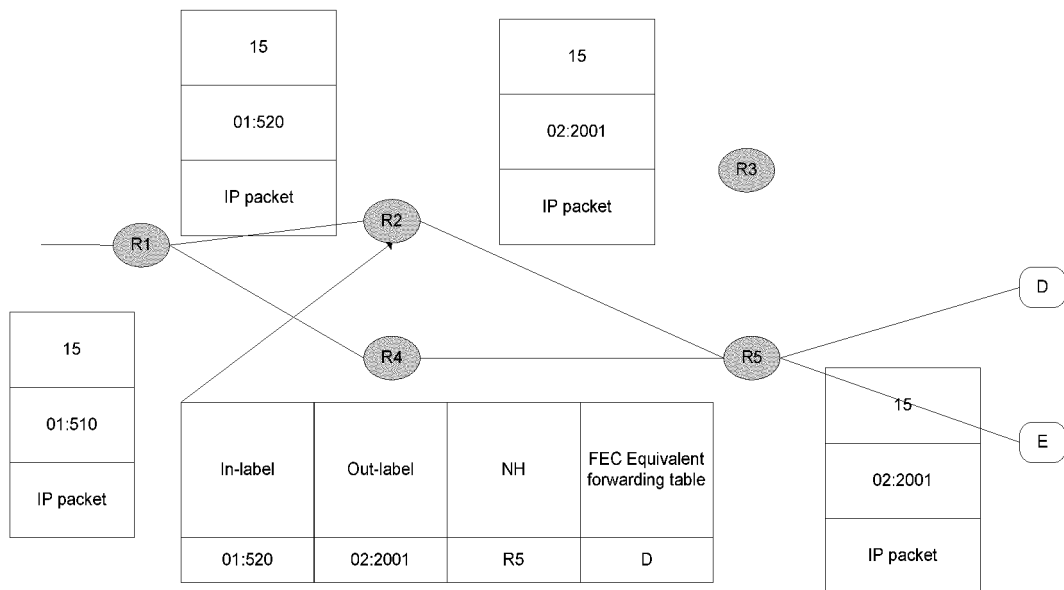 15
01:520
IP packet
15
02:2001
IP packet
R3
R2
R1
D
15
01:510
IP packet
R4
R5
E
15
02:2001
IP packet
In-label
Out-label
NH
FEC Equivalent
forwarding table
01:520
02:2001
R5
D